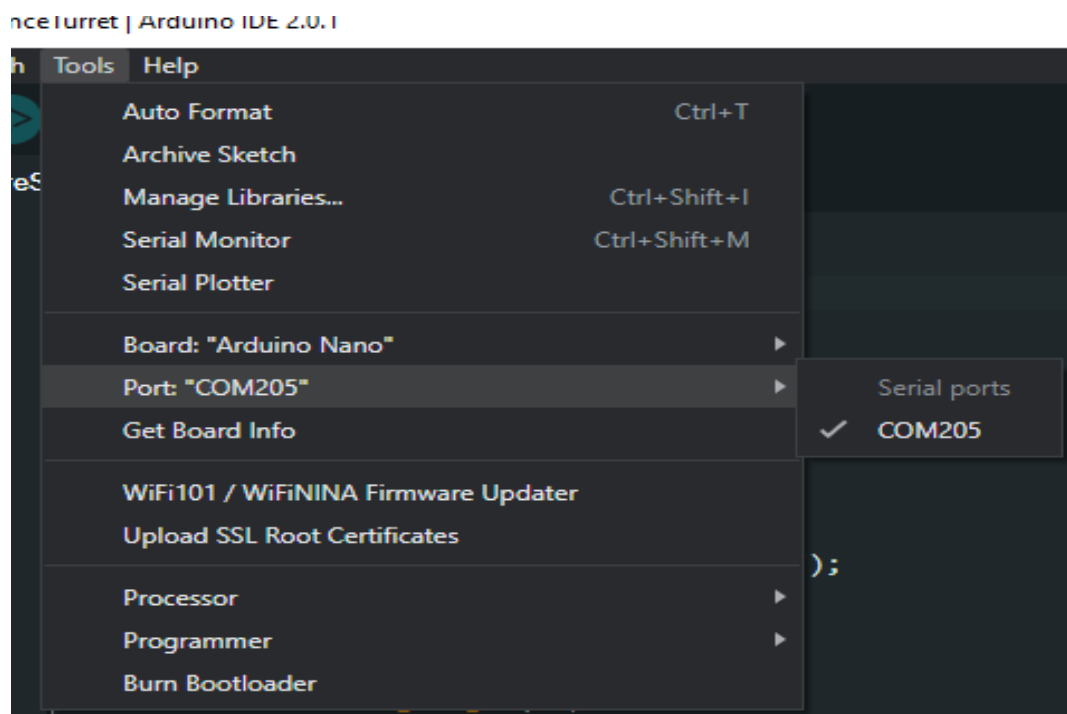 | Arduino IDE 2.0.1
Tools Help
Auto Format Ctrl+T
Archive Sketch
Manage Libraries... Ctrl+Shift+I
Serial Monitor Ctrl+Shift+M
Serial Plotter
Board: "Arduino Nano"
Port: "COM205"
Serial ports
Get Board Info
COM205
WiFi101 / WiFiNINA Firmware Updater
Upload SSL Root Certificates
);
Processor
Programmer
Burn Bootloader